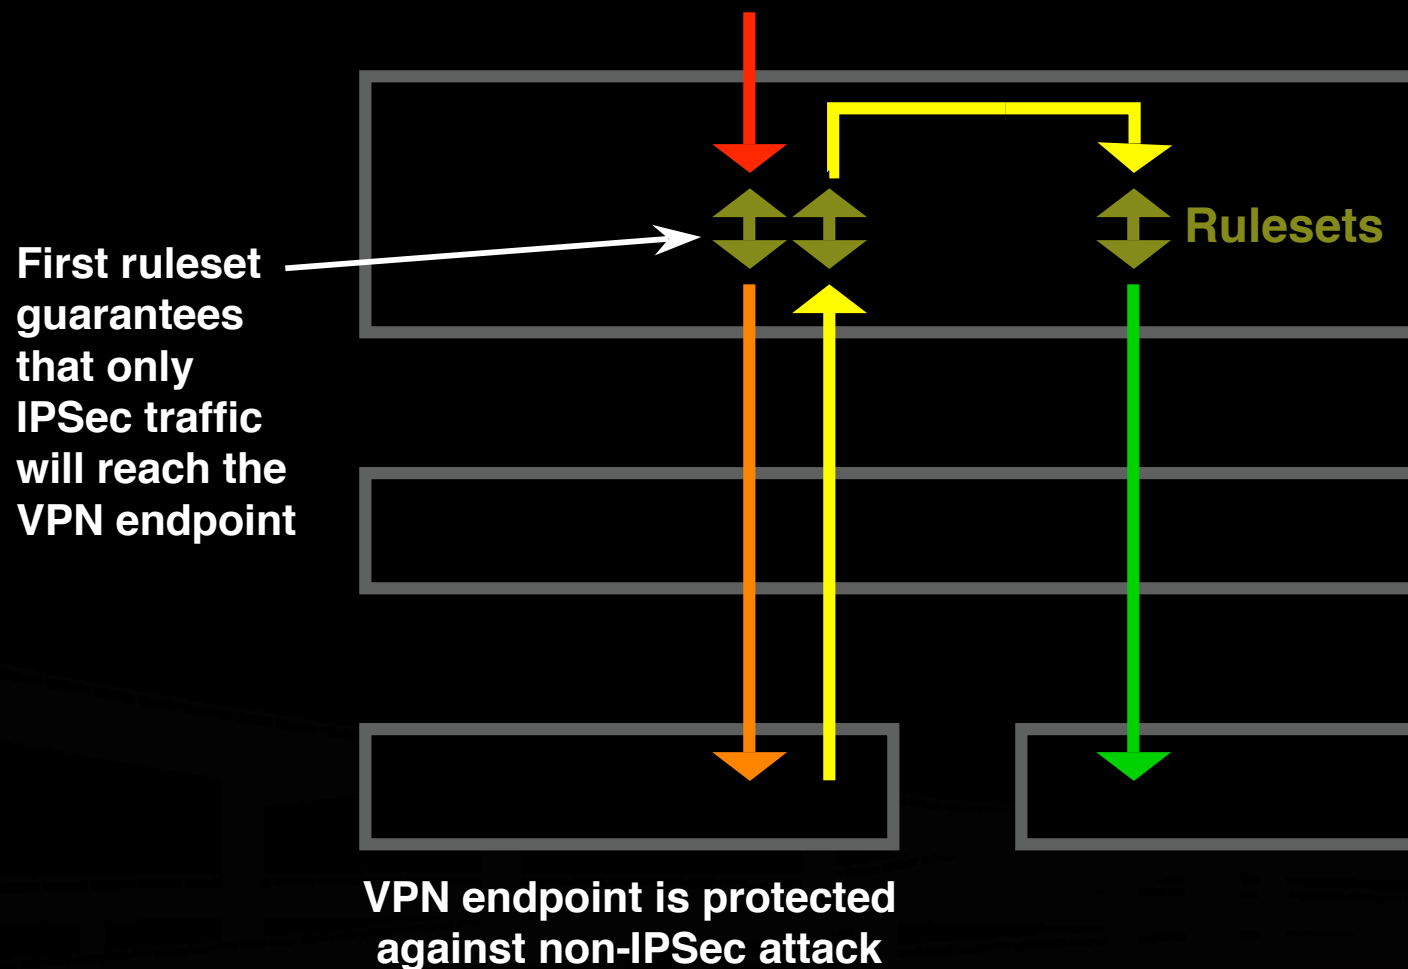 Rulesets
First ruleset
guarantees
that only
IPSec traffic
will reach the
VPN endpoint
VPN endpoint is protected
against non-IPSec attack